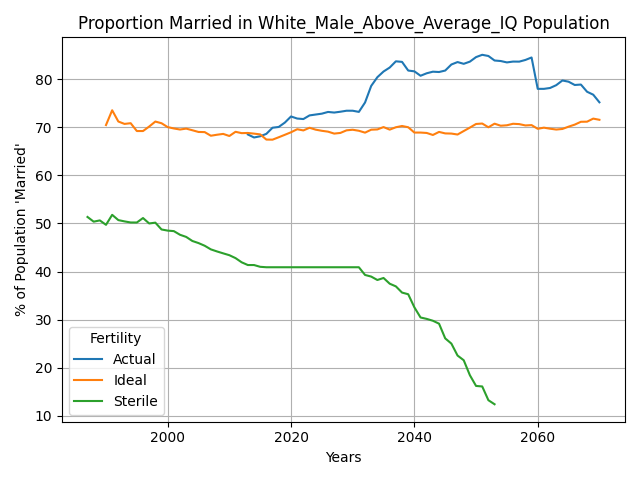 Proportion Married in White_Male_Above_Average_IQ Population
% of Population 'Married'
80
70
60
50
40
30
20
10
Fertility
Actual
Ideal
Sterile
2000 2020 2040 2060
Years